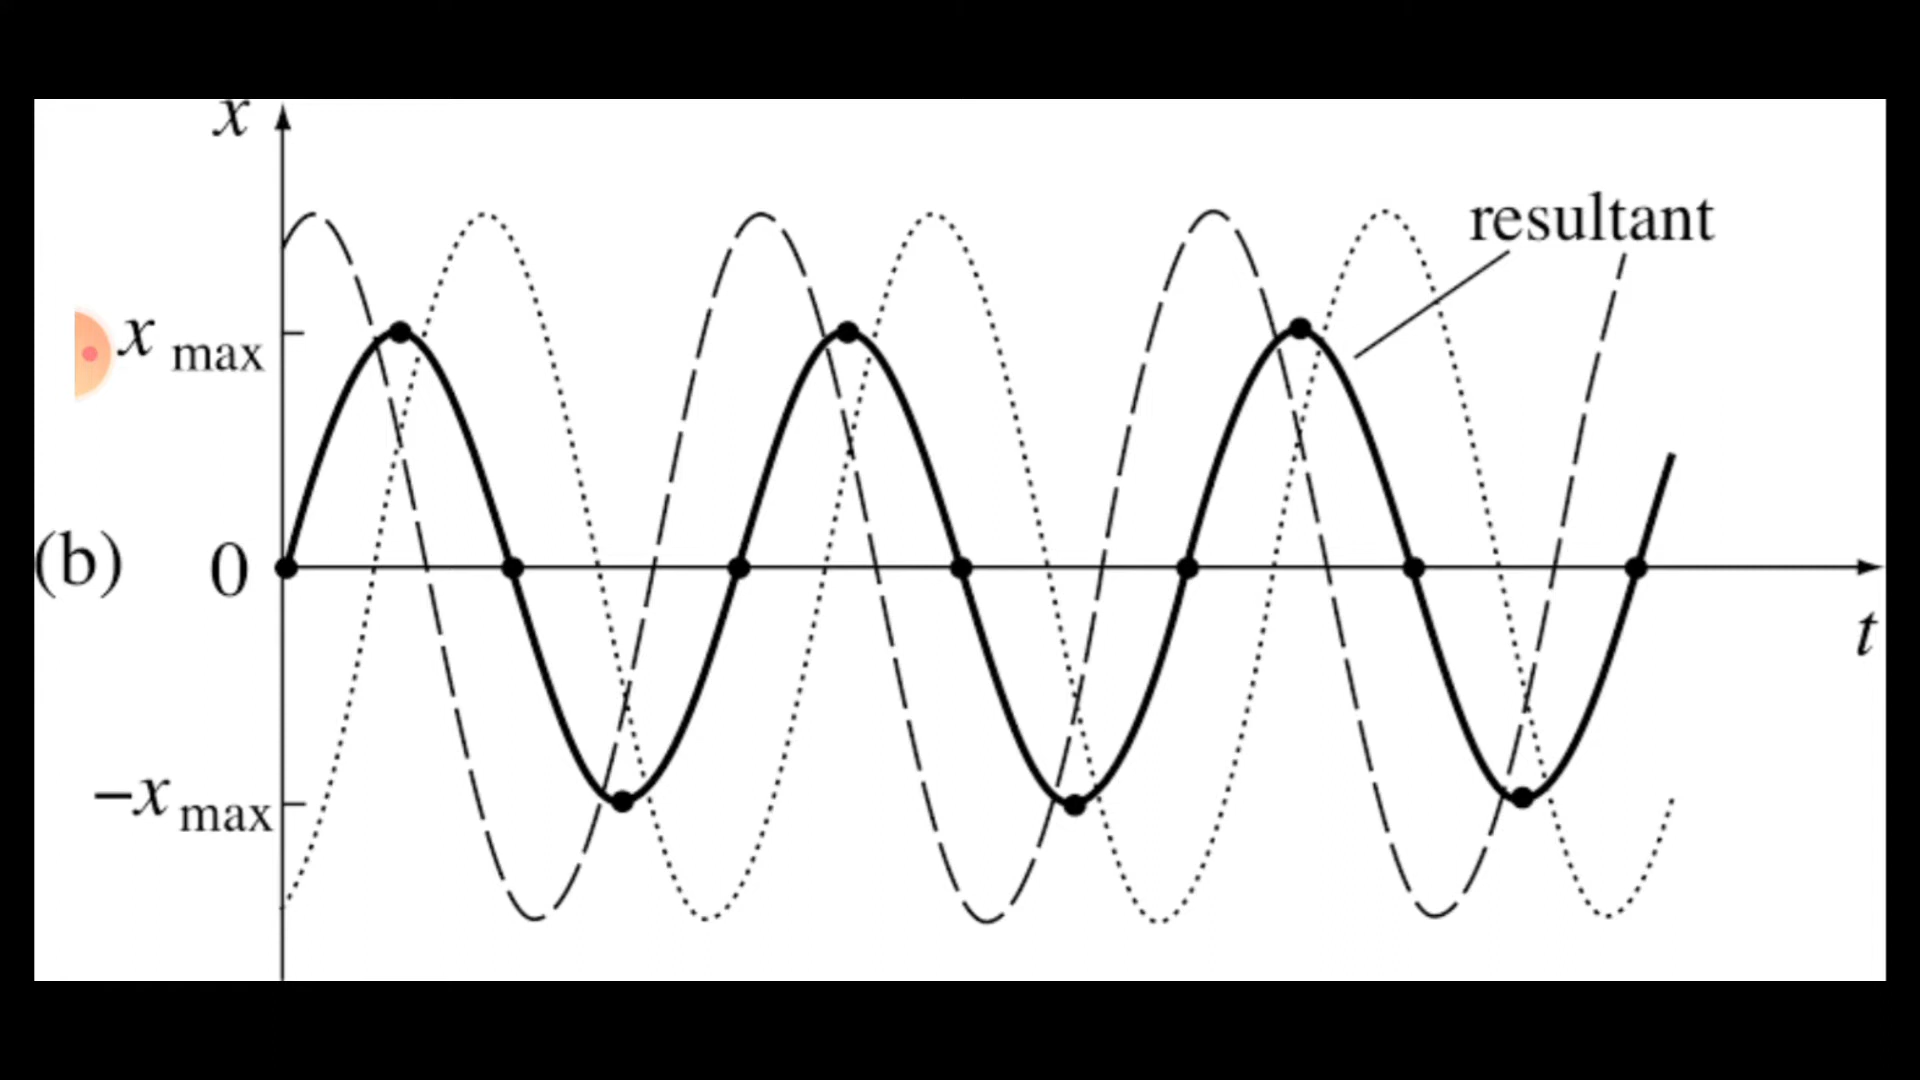 x
resultant
x max
(b) 0
t
−x max